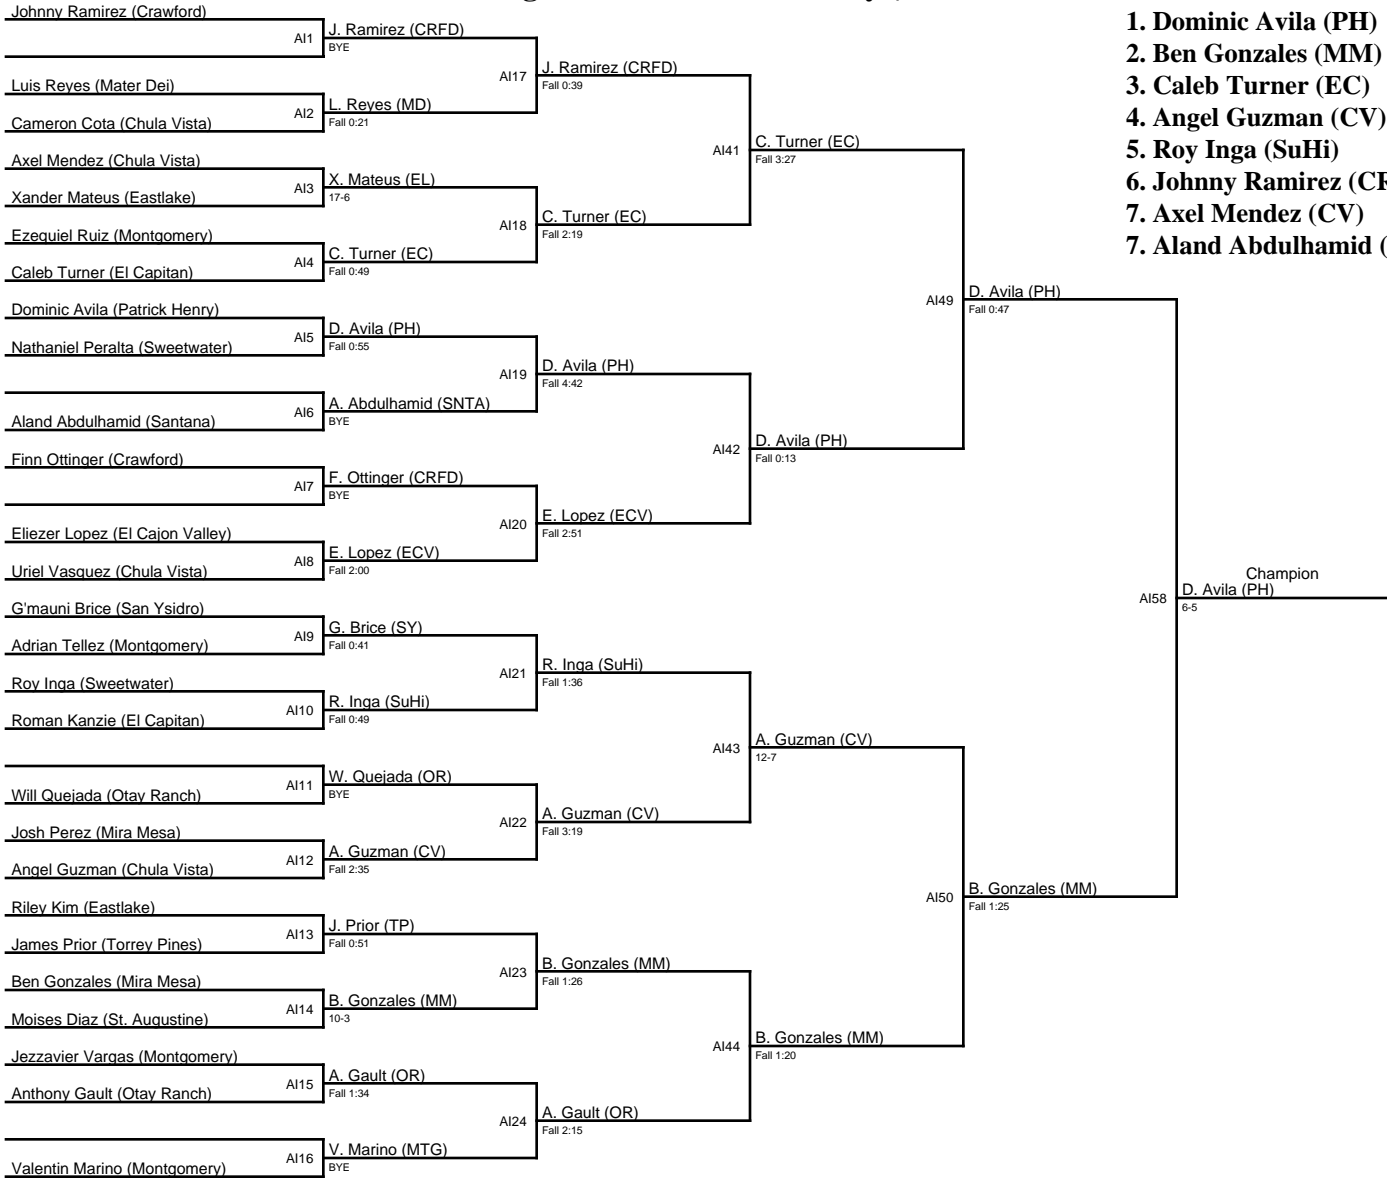 Johnny Ramirez (Crawford)
AI1
J. Ramirez (CRFD)
BYE
AI17
J. Ramirez (CRFD)
Fall 0:39
Luis Reyes (Mater Dei)
AI2
L. Reyes (MD)
Fall 0:21
Cameron Cota (Chula Vista)
AI41
C. Turner (EC)
Fall 3:27
Axel Mendez (Chula Vista)
AI3
X. Mateus (EL)
17-6
Xander Mateus (Eastlake)
AI18
C. Turner (EC)
Fall 2:19
Ezequiel Ruiz (Montgomery)
AI4
C. Turner (EC)
Fall 0:49
Caleb Turner (El Capitan)
AI49
D. Avila (PH)
Fall 0:47
Dominic Avila (Patrick Henry)
AI5
D. Avila (PH)
Fall 0:55
Nathaniel Peralta (Sweetwater)
AI19
D. Avila (PH)
Fall 4:42
AI6
A. Abdulhamid (SNTA)
BYE
Aland Abdulhamid (Santana)
AI42
D. Avila (PH)
Fall 0:13
Finn Ottinger (Crawford)
AI7
F. Ottinger (CRFD)
BYE
AI20
E. Lopez (ECV)
Fall 2:51
Eliezer Lopez (El Cajon Valley)
AI8
E. Lopez (ECV)
Fall 2:00
Uriel Vasquez (Chula Vista)
Champion
AI58
D. Avila (PH)
6-5
G'mauni Brice (San Ysidro)
AI9
G. Brice (SY)
Fall 0:41
Adrian Tellez (Montgomery)
AI21
R. Inga (SuHi)
Fall 1:36
Roy Inga (Sweetwater)
AI10
R. Inga (SuHi)
Fall 0:49
Roman Kanzie (El Capitan)
AI43
A. Guzman (CV)
12-7
AI11
W. Quejada (OR)
BYE
Will Quejada (Otay Ranch)
AI22
A. Guzman (CV)
Fall 3:19
Josh Perez (Mira Mesa)
AI12
A. Guzman (CV)
Fall 2:35
Angel Guzman (Chula Vista)
AI50
B. Gonzales (MM)
Fall 1:25
Riley Kim (Eastlake)
AI13
J. Prior (TP)
Fall 0:51
James Prior (Torrey Pines)
AI23
B. Gonzales (MM)
Fall 1:26
Ben Gonzales (Mira Mesa)
AI14
B. Gonzales (MM)
10-3
Moises Diaz (St. Augustine)
AI44
B. Gonzales (MM)
Fall 1:20
Jezzavier Vargas (Montgomery)
AI15
A. Gault (OR)
Fall 1:34
Anthony Gault (Otay Ranch)
AI24
A. Gault (OR)
Fall 2:15
AI16
V. Marino (MTG)
BYE
Valentin Marino (Montgomery)
1. Dominic Avila (PH)
2. Ben Gonzales (MM)
3. Caleb Turner (EC)
4. Angel Guzman (CV)
5. Roy Inga (SuHi)
6. Johnny Ramirez (CR
7. Axel Mendez (CV)
7. Aland Abdulhamid (